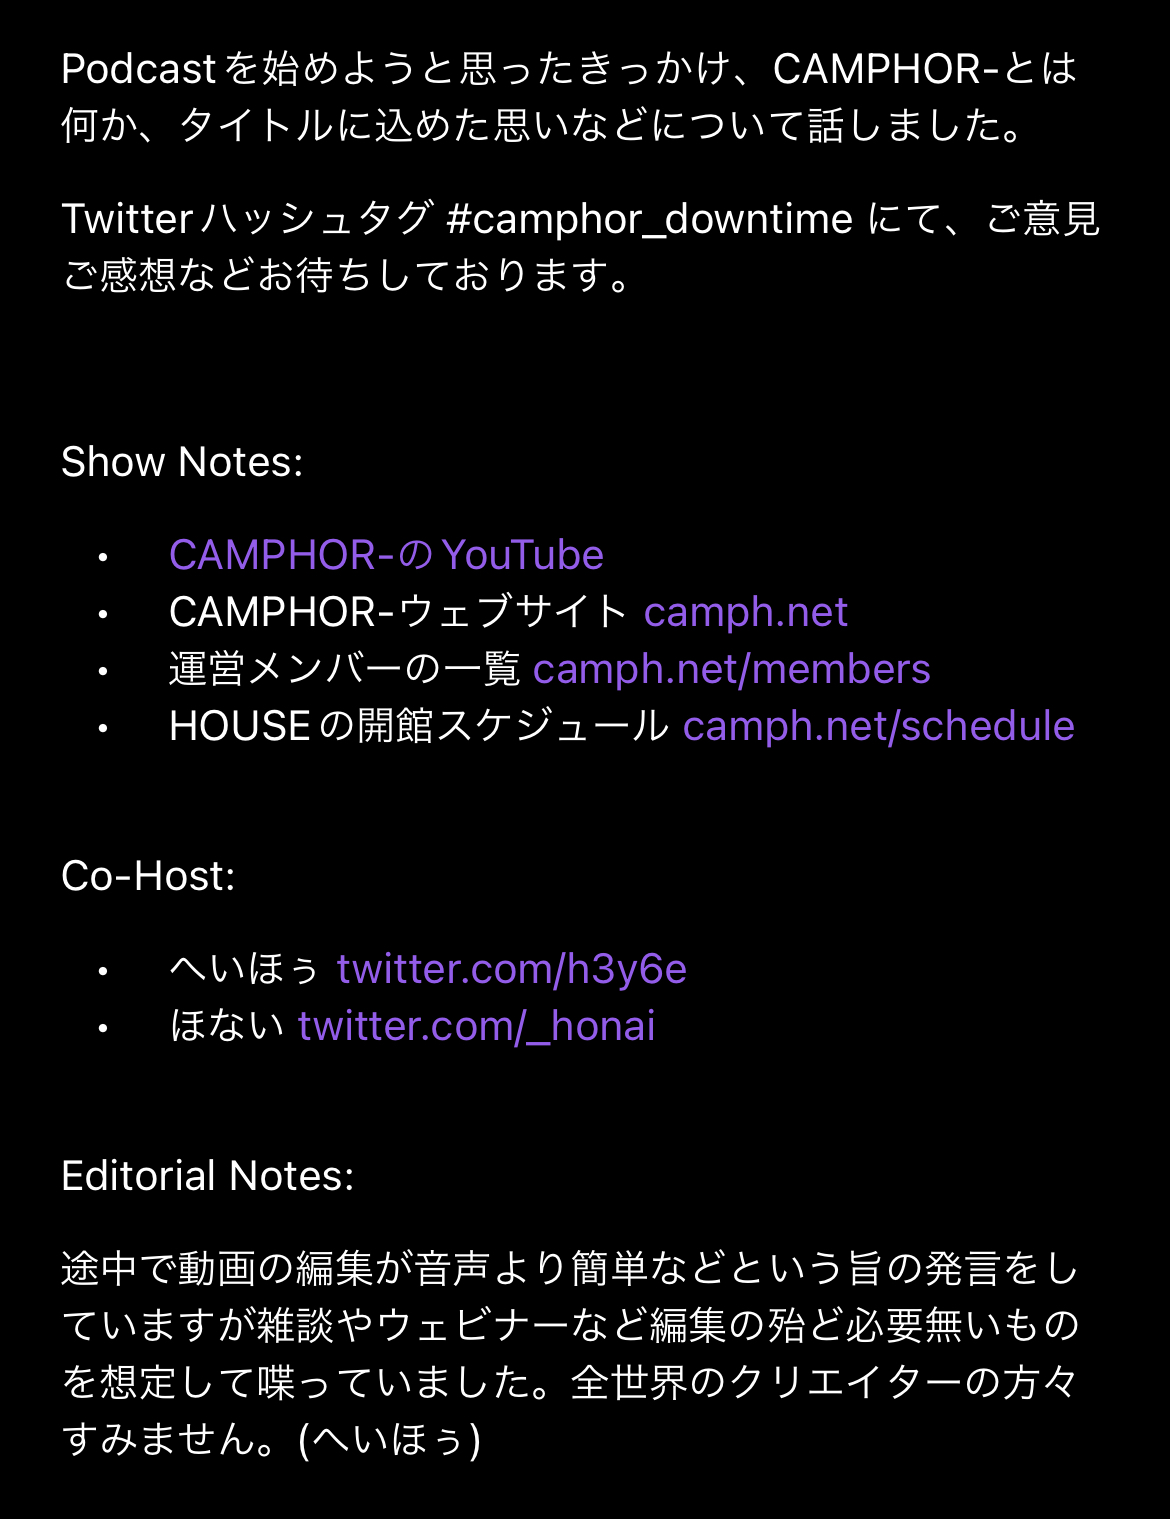 Podcastを始めようと思ったきっかけ、CAMPHOR-とは
何か、タイトルに込めた思いなどについて話しました。
Twitterハッシュタグ #camphor_downtime にて、ご意見
ご感想などお待ちしております。
Show Notes:
• CAMPHOR-のYouTube
• CAMPHOR-ウェブサイト camph.net
• 運営メンバーの一覧 camph.net/members
• HOUSEの開館スケジュール camph.net/schedule
Co-Host:
• へいほぅ twitter.com/h3y6e
• ほない twitter.com/_honai
Editorial Notes:
途中で動画の編集が音声より簡単などという旨の発言をし
ていますが雑談やウェビナーなど編集の殆ど必要無いもの
を想定して喋っていました。全世界のクリエイターの方々
すみません。(へいほぅ)